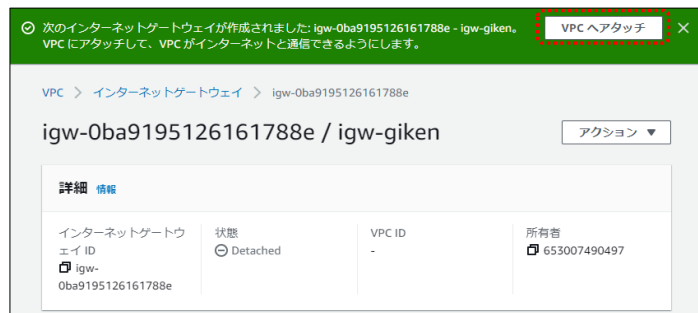 次のインターネットゲートウェイが作成されました: igw-0ba9195126161788e - igw-giken。
VPC にアタッチして、VPC がインターネットと通信できるようにします。
VPC へアタッチ
VPC > インターネットゲートウェイ > igw-0ba9195126161788e
igw-0ba9195126161788e / igw-giken
アクション
詳細 情報
インターネットゲートウ
ェイ ID
igw-
0ba9195126161788e
状態
Detached
VPC ID
-
所有者
653007490497